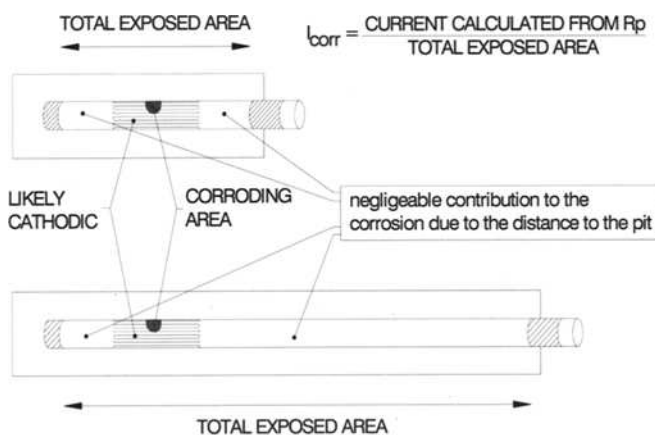 TOTAL EXPOSED AREA
Icorr = CURRENT CALCULATED FROM Rp
TOTAL EXPOSED AREA
LIKELY
CATHODIC
CORRODING
AREA
negligeable contribution to the
corrosion due to the distance to the pit
TOTAL EXPOSED AREA